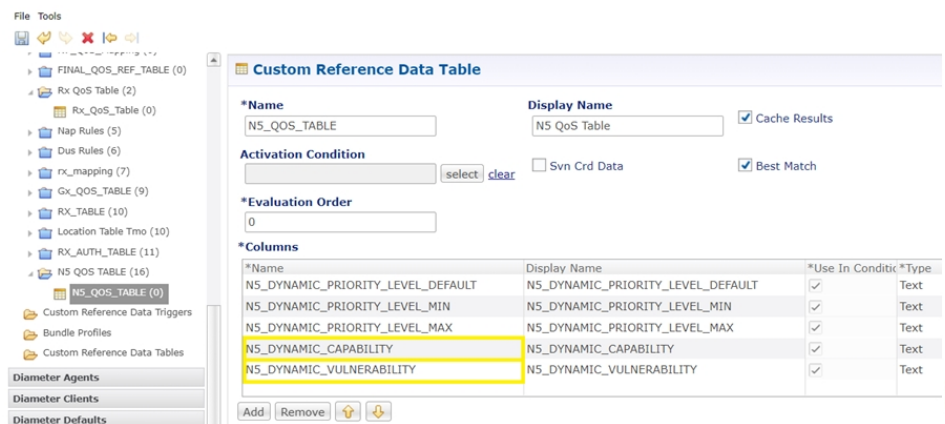 File Tools
FINAL_QOS_REF_TABLE (0)
Rx QoS Table (2)
Rx_QoS_Table (0)
Nap Rules (5)
Dus Rules (6)
rx_mapping (7)
Gx_QOS_TABLE (9)
RX_TABLE (10)
Location Table Tmo (10)
RX_AUTH_TABLE (11)
N5 QOS TABLE (16)
N5_QOS_TABLE (0)
Custom Reference Data Triggers
Bundle Profiles
Custom Reference Data Tables
Diameter Agents
Diameter Clients
Diameter Defaults
Custom Reference Data Table
*Name Display Name
N5_QOS_TABLE N5 QoS Table Cache Results
Activation Condition
select clear Svn Crd Data Best Match
*Evaluation Order
0
*Columns
*Name Display Name *Use In Conditic *Type
N5_DYNAMIC_PRIORITY_LEVEL_DEFAULT N5_DYNAMIC_PRIORITY_LEVEL_DEFAULT Text
N5_DYNAMIC_PRIORITY_LEVEL_MIN N5_DYNAMIC_PRIORITY_LEVEL_MIN Text
N5_DYNAMIC_PRIORITY_LEVEL_MAX N5_DYNAMIC_PRIORITY_LEVEL_MAX Text
N5_DYNAMIC_CAPABILITY N5_DYNAMIC_CAPABILITY Text
N5_DYNAMIC_VULNERABILITY N5_DYNAMIC_VULNERABILITY Text
Add Remove